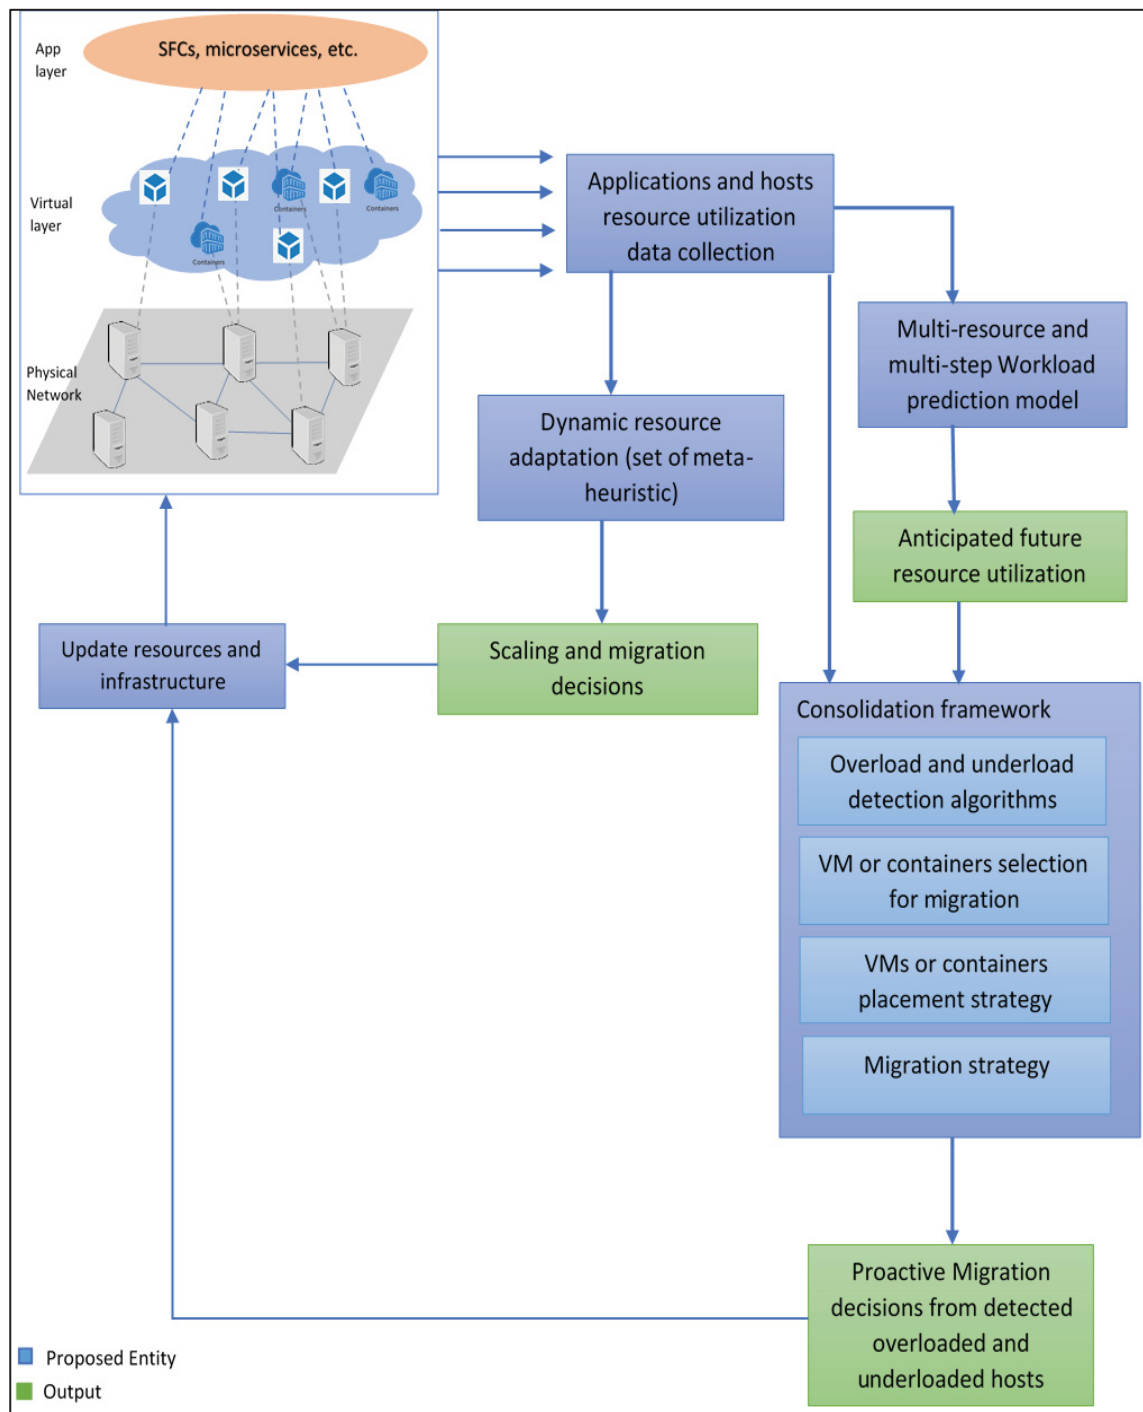 App
layer
SFCs, microservices, etc.
Virtual
layer
Containers
Containers
Containers
Physical
Network
Applications and hosts
resource utilization
data collection
Multi-resource and
multi-step Workload
prediction model
Dynamic resource
adaptation (set of meta-
heuristic)
Anticipated future
resource utilization
Update resources and
infrastructure
Scaling and migration
decisions
Consolidation framework
Overload and underload
detection algorithms
VM or containers selection
for migration
VMs or containers
placement strategy
Migration strategy
Proactive Migration
decisions from detected
overloaded and
underloaded hosts
Proposed Entity
Output